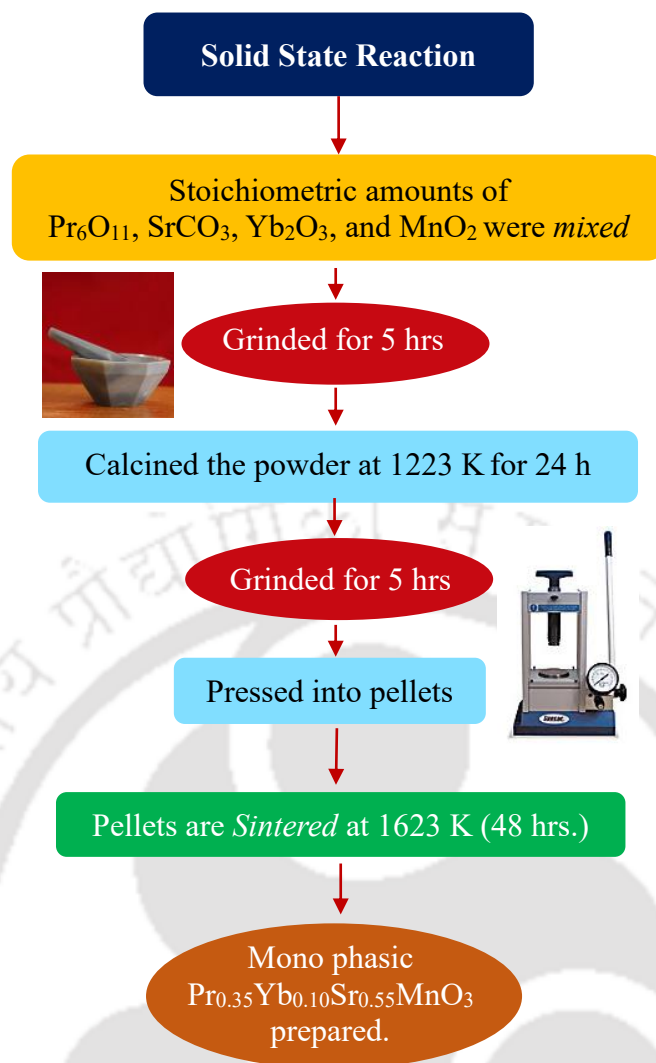 Solid State Reaction
Stoichiometric amounts of
Pr₆O₁₁, SrCO₃, Yb₂O₃, and MnO₂ were mixed
Grinded for 5 hrs
Calcined the powder at 1223 K for 24 h
Grinded for 5 hrs
Pressed into pellets
Pellets are Sintered at 1623 K (48 hrs.)
Mono phasic
Pr₀.₃₅Yb₀.₁₀Sr₀.₅₅MnO₃
prepared.